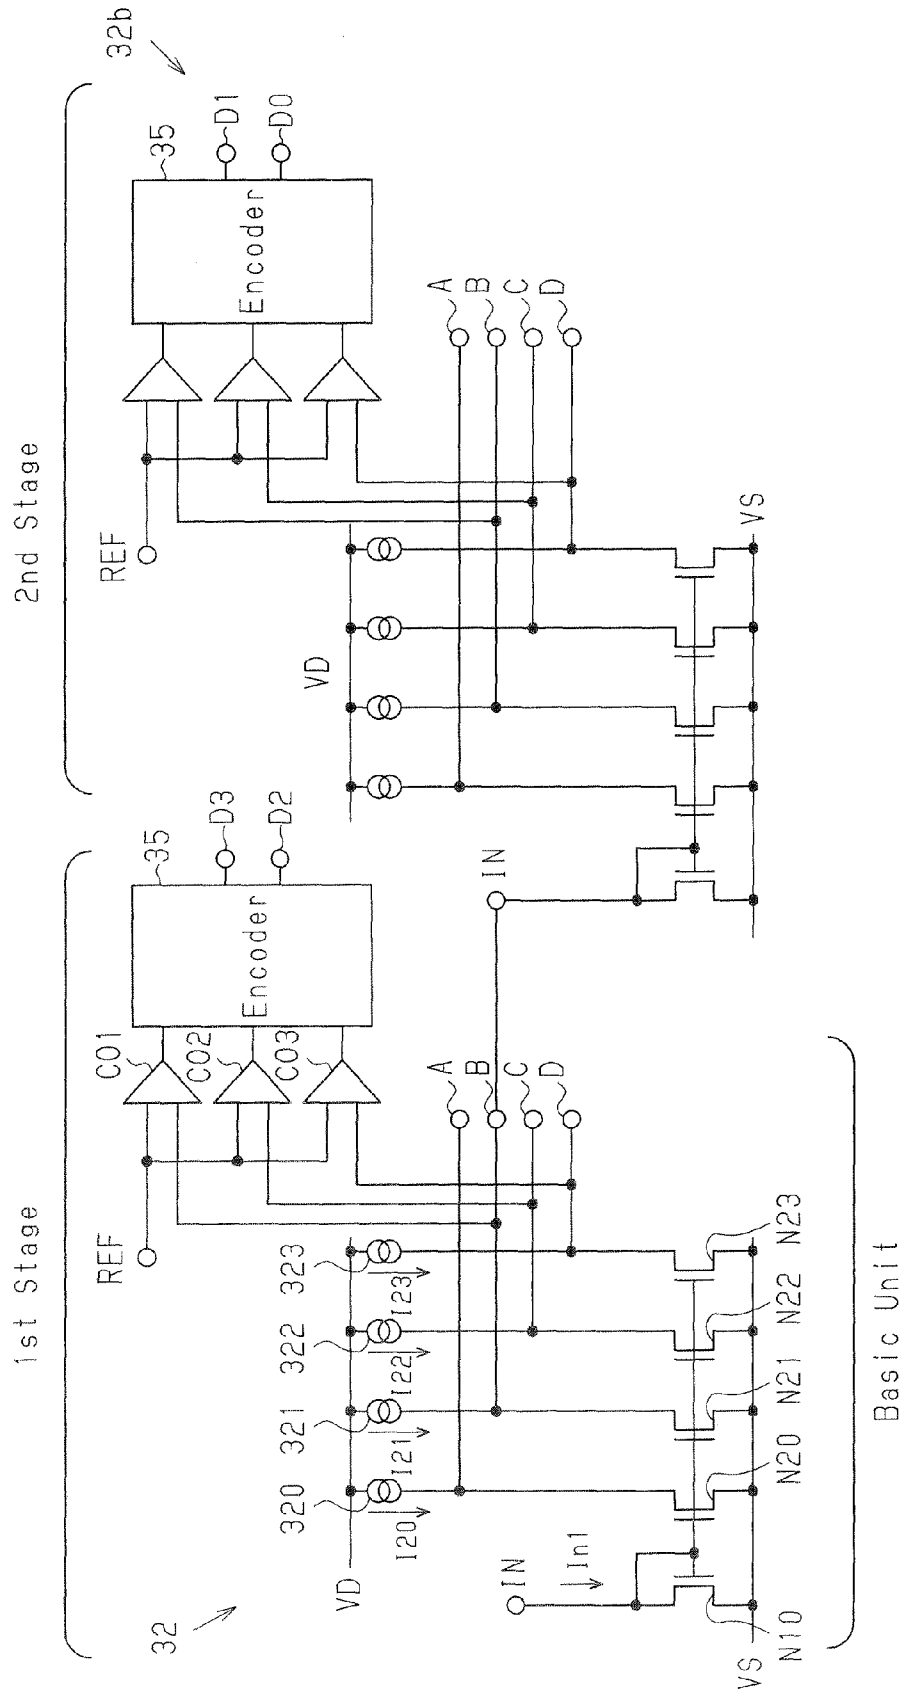 1st Stage
2nd Stage
32
32b
REF
CO1
CO2
CO3
35
Encoder
D3
D2
REF
35
Encoder
D1
D0
VD
320
321
322
323
I20
I21
I22
I23
A
B
C
D
VD
A
B
C
D
IN
In1
IN
N10
N20
N21
N22
N23
VS
VS
Basic Unit